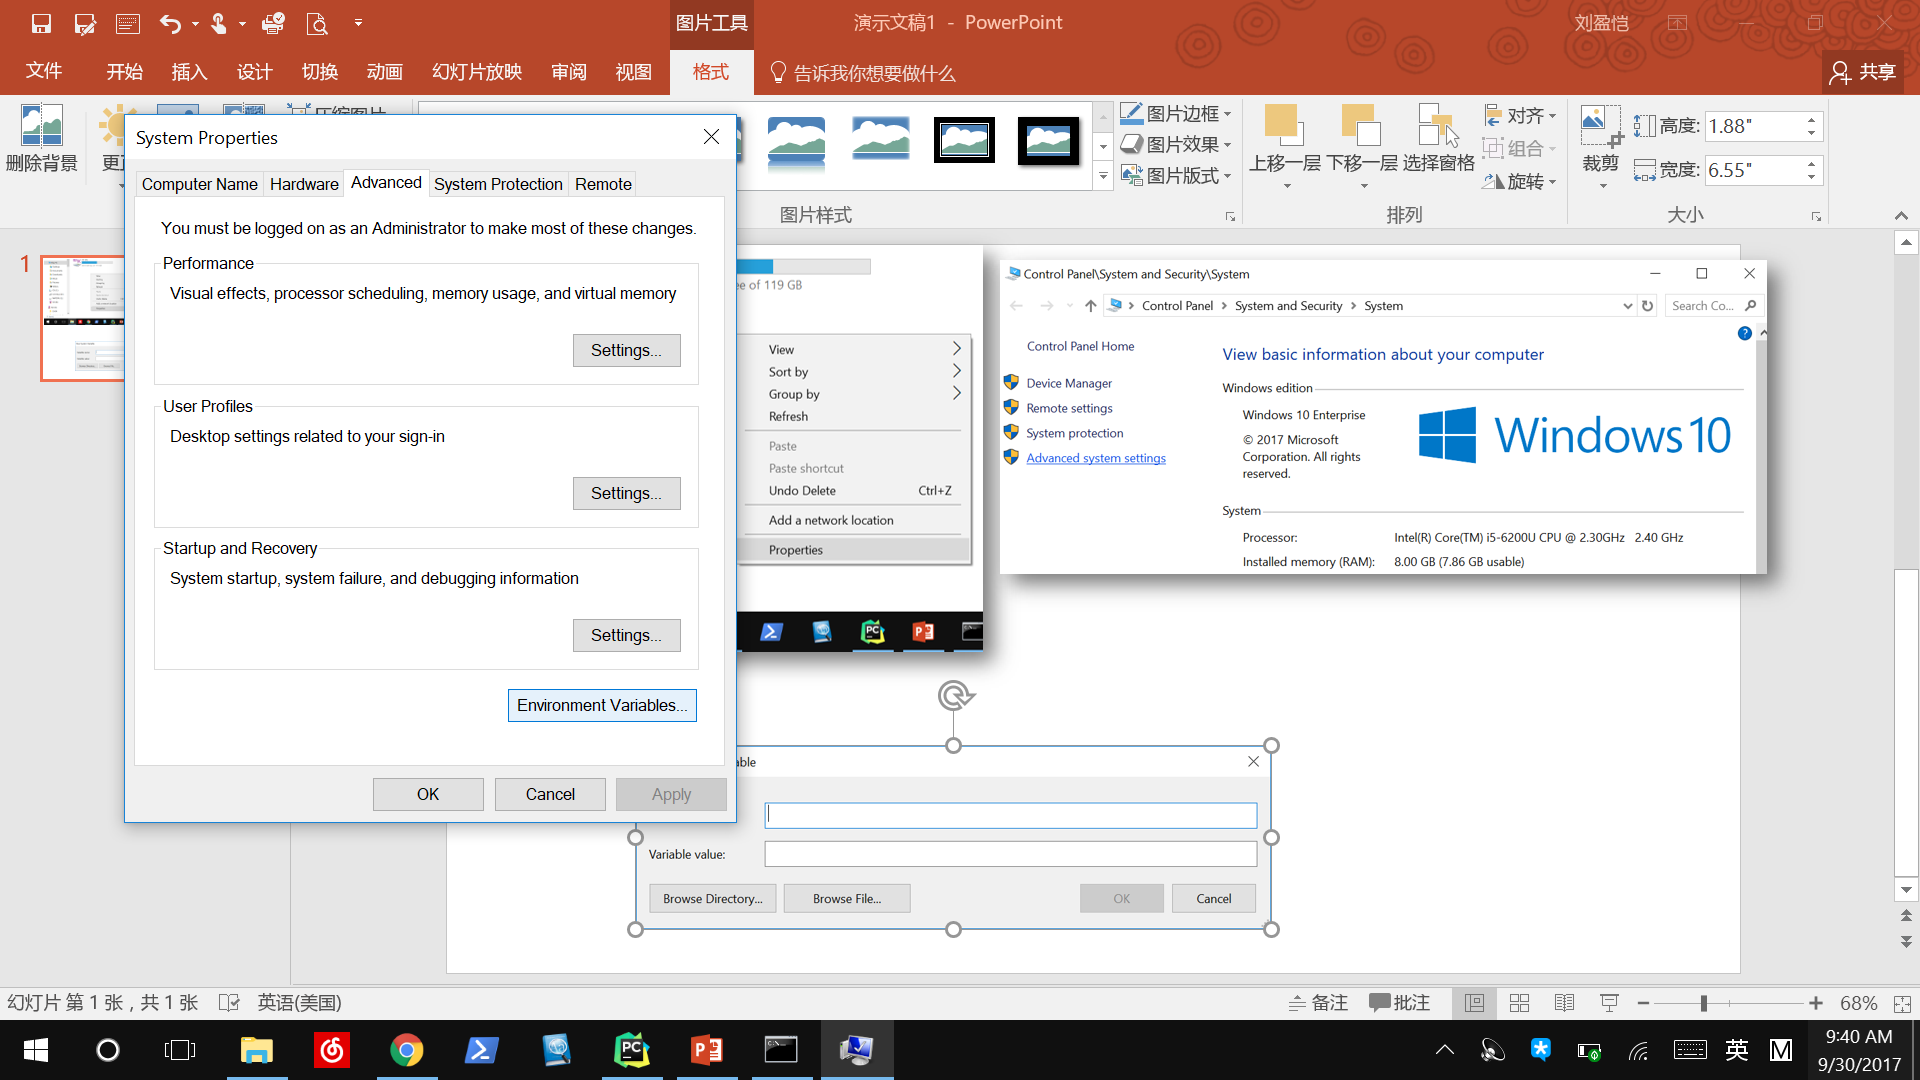 图片工具
演示文稿1 - PowerPoint
刘盈恺
文件
开始
插入
设计
切换
动画
幻灯片放映
审阅
视图
格式
告诉我你想要做什么
共享
删除背景
图片边框
图片效果
图片版式
图片样式
上移一层
下移一层
选择窗格
对齐
组合
旋转
排列
裁剪
高度: 1.88"
宽度: 6.55"
大小
System Properties
Computer Name
Hardware
Advanced
System Protection
Remote
You must be logged on as an Administrator to make most of these changes.
Performance
Visual effects, processor scheduling, memory usage, and virtual memory
Settings...
User Profiles
Desktop settings related to your sign-in
Settings...
Startup and Recovery
System startup, system failure, and debugging information
Settings...
Environment Variables...
OK
Cancel
Apply
1
of 119 GB
View
Sort by
Group by
Refresh
Paste
Paste shortcut
Undo Delete Ctrl+Z
Add a network location
Properties
Control Panel\System and Security\System
Control Panel
System and Security
System
Search Co...
Control Panel Home
Device Manager
Remote settings
System protection
Advanced system settings
View basic information about your computer
Windows edition
Windows 10 Enterprise
© 2017 Microsoft
Corporation. All rights
reserved.
Windows 10
System
Processor: Intel(R) Core(TM) i5-6200U CPU @ 2.30GHz 2.40 GHz
Installed memory (RAM): 8.00 GB (7.86 GB usable)
Variable value:
Browse Directory...
Browse File...
OK
Cancel
幻灯片 第 1 张，共 1 张
英语(美国)
备注
批注
68%
英
M
9:40 AM
9/30/2017